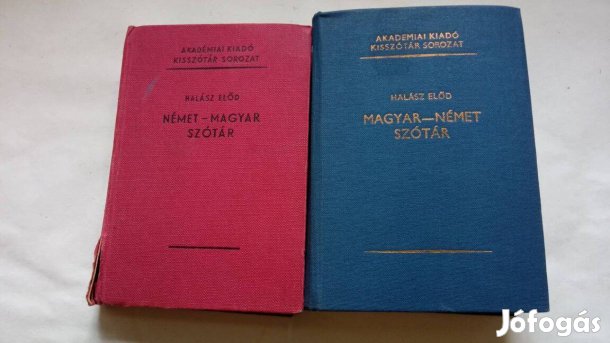 AKADÉMIAI KIADÓ
KISSZÓTÁR SOROZAT
HALÁSZ ELŐD
NÉMET – MAGYAR
SZÓTÁR
AKADÉMIAI KIADÓ
KISSZÓTÁR SOROZAT
HALÁSZ ELŐD
MAGYAR—NÉMET
SZÓTÁR
Jófogás